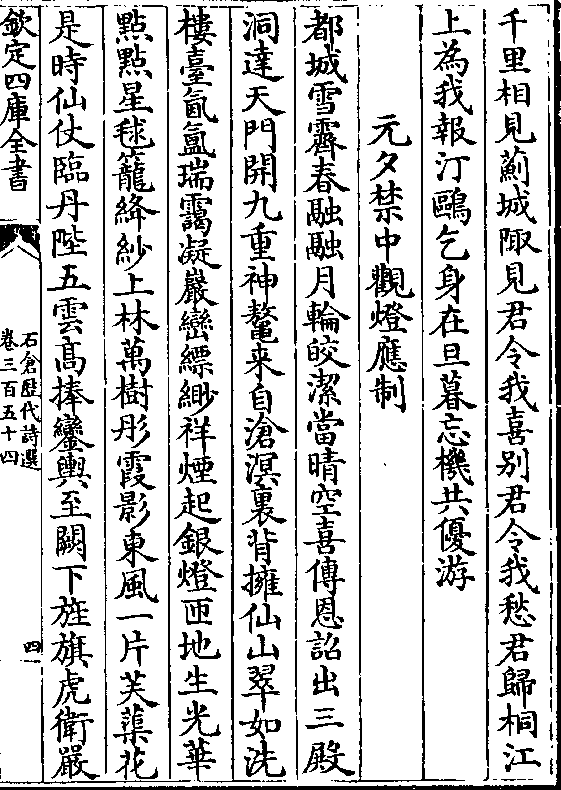 千里相見薊城陬見君令我喜别君令我愁君歸桐江
上為我報汀鷗乞身在旦暮忘機共優游
元夕禁中觀燈應制
都城雪霽春融融月輪皎潔當晴空喜傳恩詔出三殿
洞達天門開九重神鼇来自滄溟裏背擁仙山翠如洗
樓臺氤氳瑞靄凝巖巒縹緲祥煙起銀燈匝地生光華
點點星毬籠絳紗上林萬樹彤霞影東風一片芙蕖花
是時仙仗臨丹陛五雲髙捧鑾輿至闕下旌旗虎衛嚴
欽定四庫全書
石倉歴代詩選
卷三百五十四
四